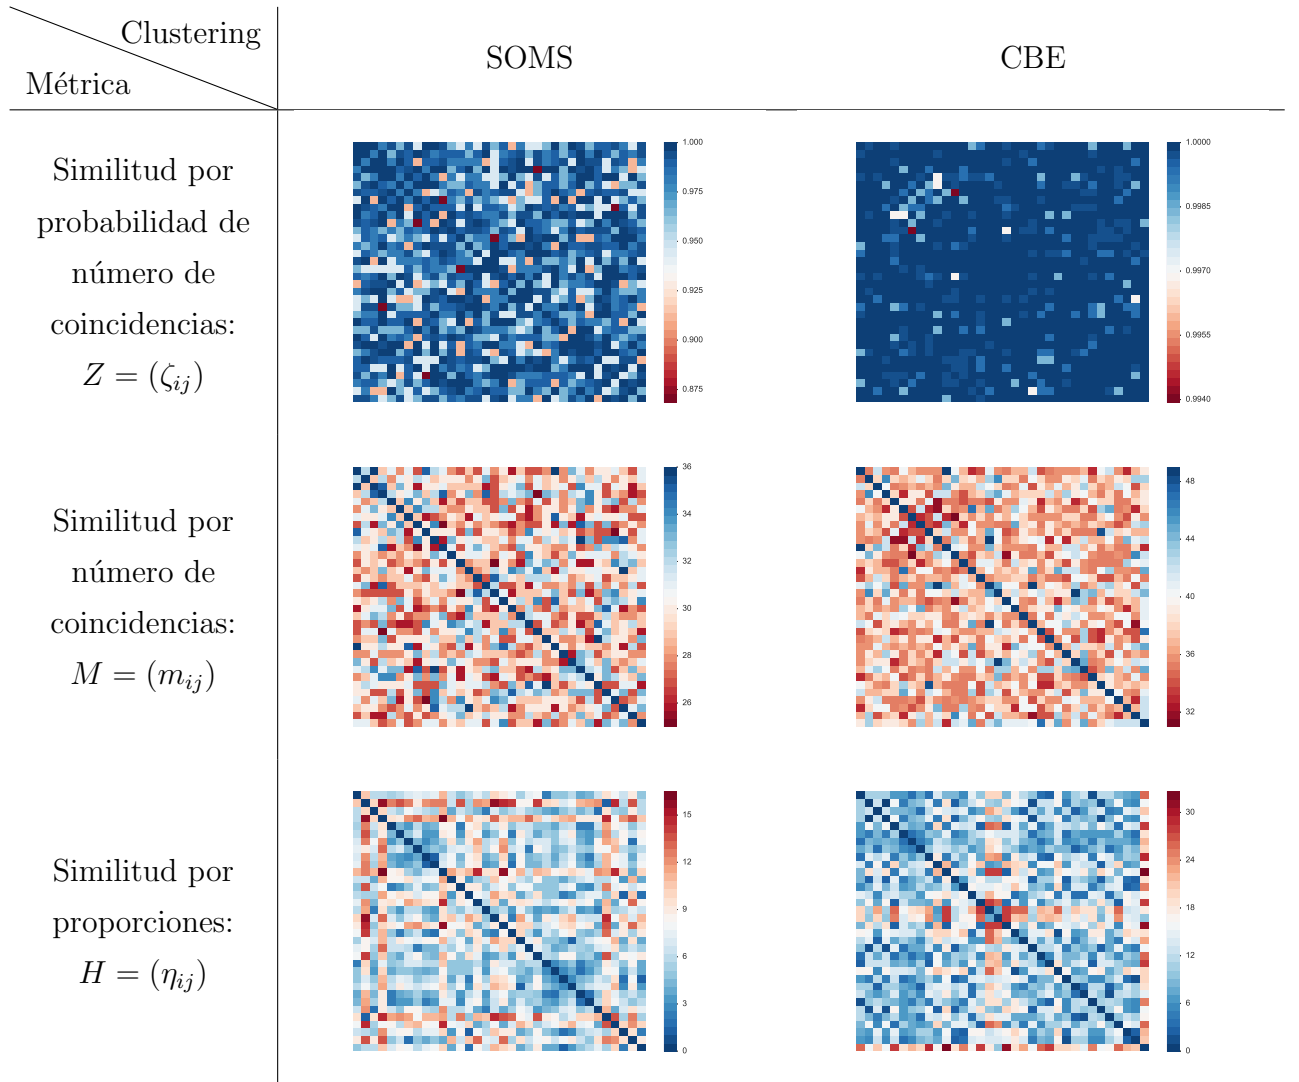 Clustering
Métrica
SOMS
CBE
Similitud por
probabilidad de
número de
coincidencias:
Z = (ζij)
1.000
0.975
0.950
0.925
0.900
0.875
1.0000
0.9985
0.9970
0.9955
0.9940
Similitud por
número de
coincidencias:
M = (mij)
36
34
32
30
28
26
48
44
40
36
32
Similitud por
proporciones:
H = (ηij)
15
12
9
6
3
0
30
24
18
12
6
0